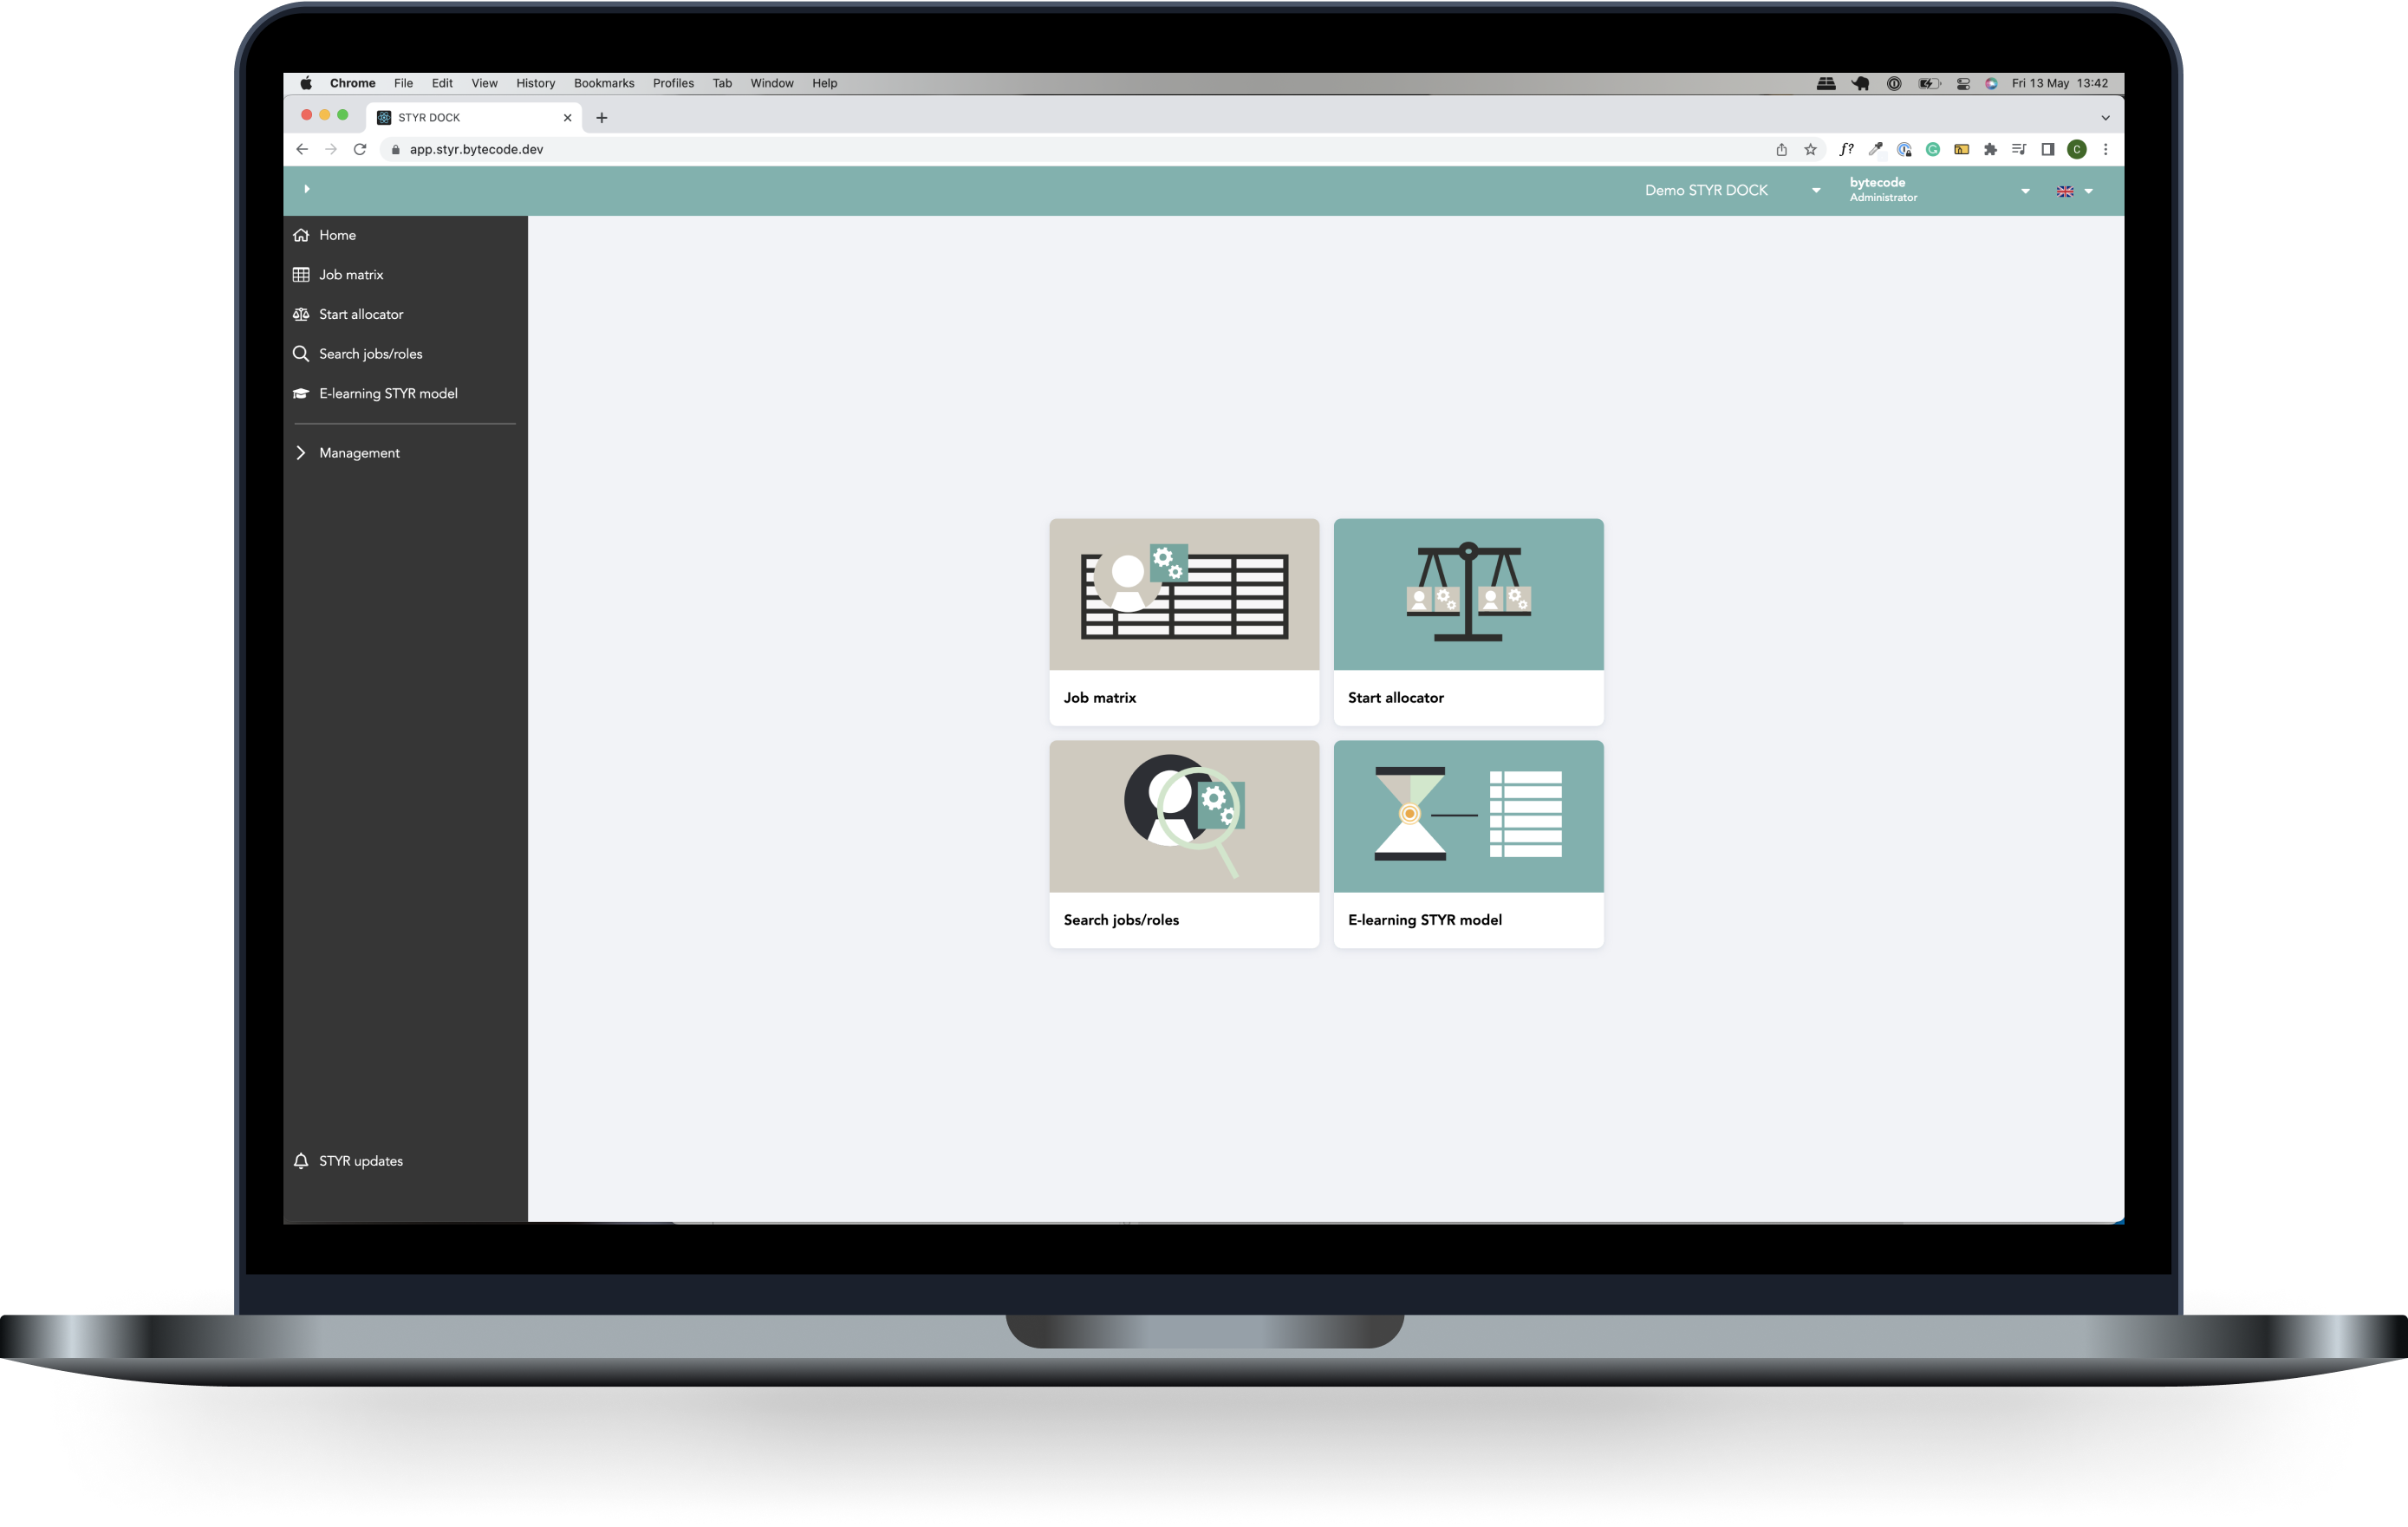 Chrome File Edit View History Bookmarks Profiles Tab Window Help Fri 13 May 13:42
STYR DOCK
app.styr.bytecode.dev
f?
C
Demo STYR DOCK
bytecode
Administrator
Home
Job matrix
Start allocator
Search jobs/roles
E-learning STYR model
Management
STYR updates
Job matrix
Start allocator
Search jobs/roles
E-learning STYR model